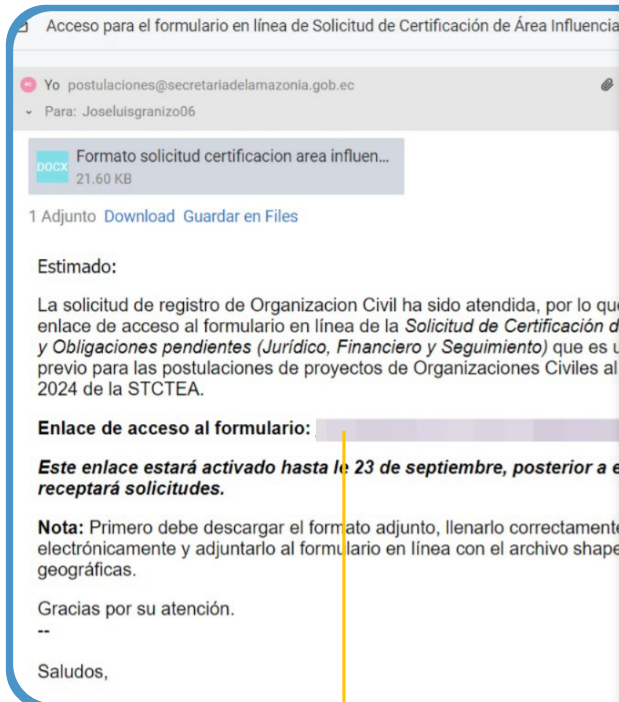 Acceso para el formulario en línea de Solicitud de Certificación de Área Influencia
Yo postulaciones@secretariadelamazonia.gob.ec
Para: Joseluisgranizo06
DOCX
Formato solicitud certificacion area influen...
21.60 KB
1 Adjunto Download Guardar en Files
Estimado:
La solicitud de registro de Organizacion Civil ha sido atendida, por lo que
enlace de acceso al formulario en línea de la Solicitud de Certificación
y Obligaciones pendientes (Jurídico, Financiero y Seguimiento) que es
previo para las postulaciones de proyectos de Organizaciones Civiles al
2024 de la STCTEA.
Enlace de acceso al formulario:
Este enlace estará activado hasta le 23 de septiembre, posterior a
receptará solicitudes.
Nota: Primero debe descargar el formato adjunto, llenarlo correctamente
electrónicamente y adjuntarlo al formulario en línea con el archivo shape
geográficas.
Gracias por su atención.
--
Saludos,